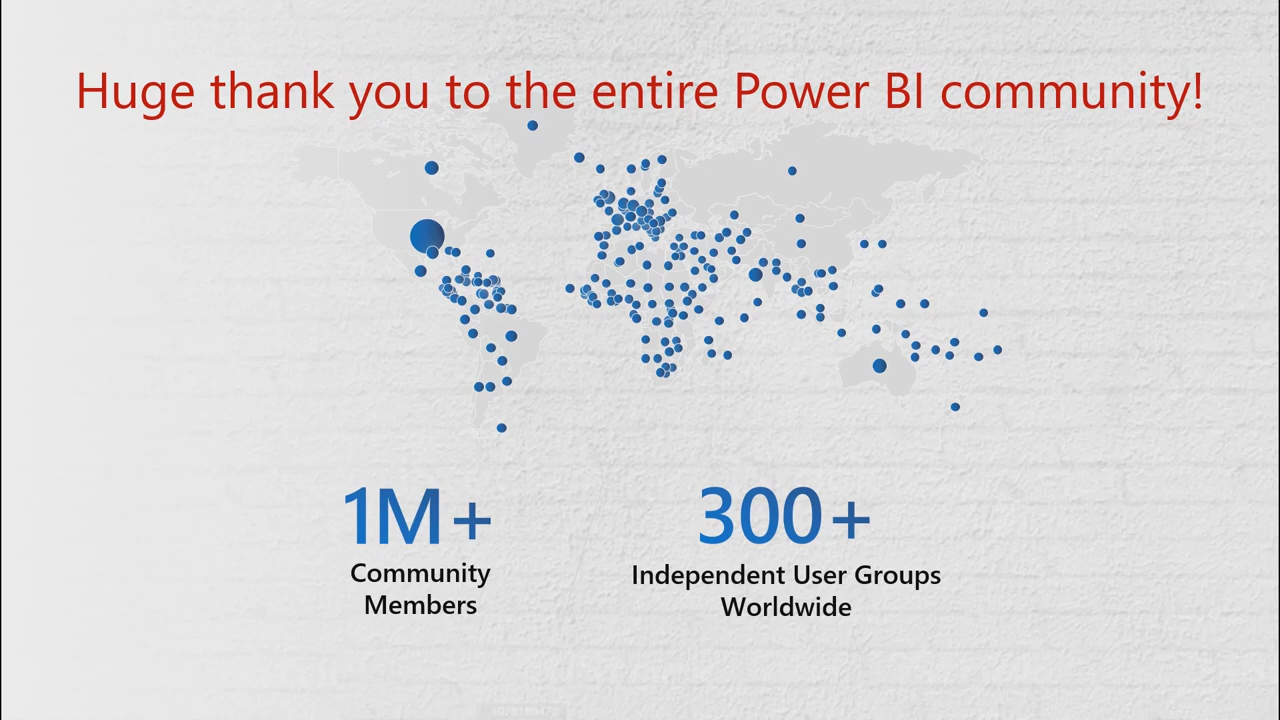 Huge thank you to the entire Power BI community!
1M+
Community
Members
300+
Independent User Groups
Worldwide